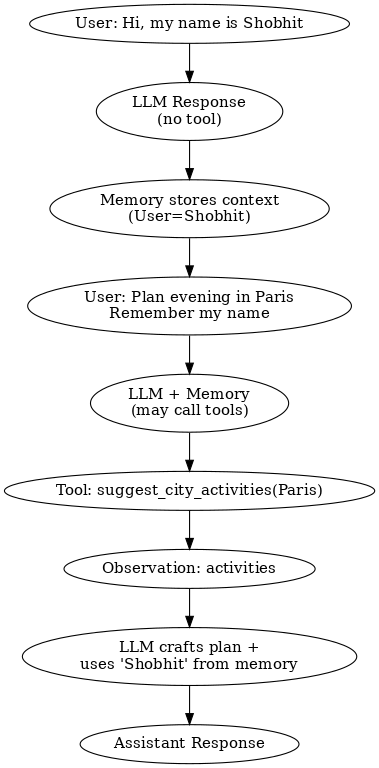 User: Hi, my name is Shobhit
LLM Response
(no tool)
Memory stores context
(User=Shobhit)
User: Plan evening in Paris
Remember my name
LLM + Memory
(may call tools)
Tool: suggest_city_activities(Paris)
Observation: activities
LLM crafts plan +
uses 'Shobhit' from memory
Assistant Response